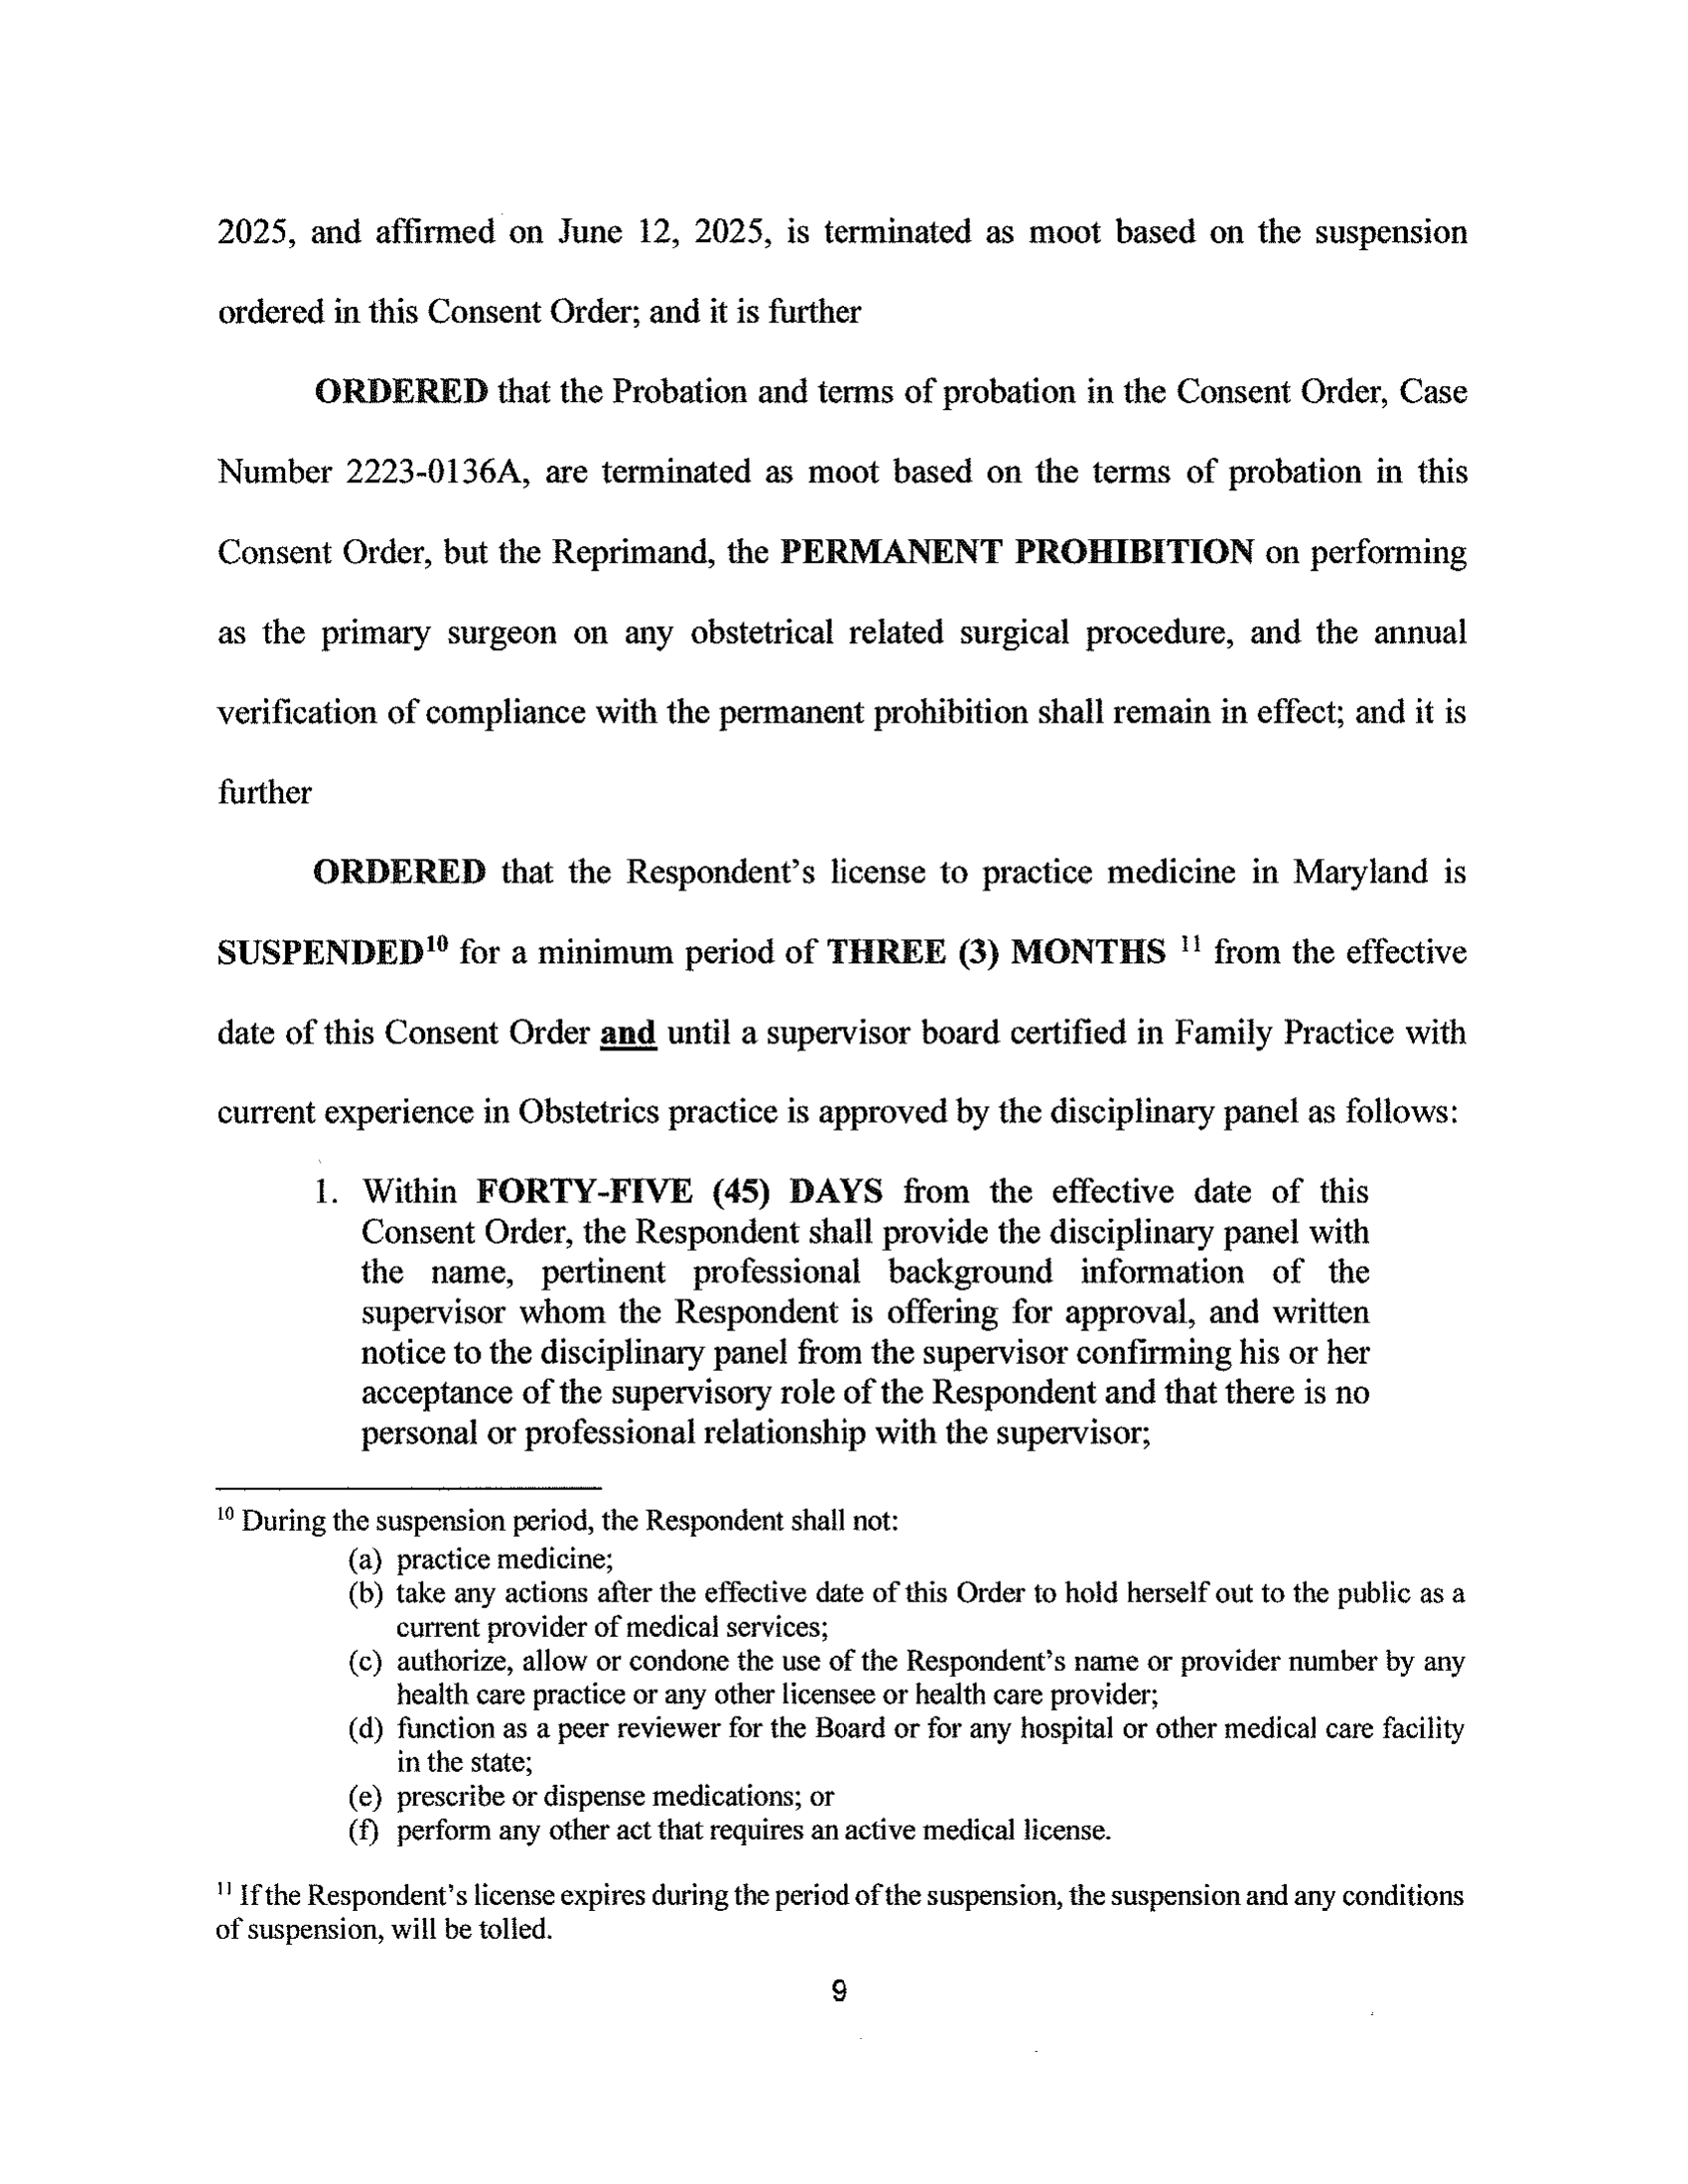 2025, and affirmed on June 12, 2025, is terminated as moot based on the suspension
ordered in this Consent Order; and it is further
ORDERED that the Probation and terms of probation in the Consent Order, Case
Number 2223-0136A, are terminated as moot based on the terms of probation in this
Consent Order, but the Reprimand, the PERMANENT PROHIBITION on performing
as the primary surgeon on any obstetrical related surgical procedure, and the annual
verification of compliance with the permanent prohibition shall remain in effect; and it is
further
ORDERED that the Respondent's license to practice medicine in Maryland is
SUSPENDED10 for a minimum period of THREE (3) MONTHS 11 from the effective
date of this Consent Order and until a supervisor board certified in Family Practice with
current experience in Obstetrics practice is approved by the disciplinary panel as follows:
1. Within FORTY-FIVE (45) DAYS from the effective date of this
Consent Order, the Respondent shall provide the disciplinary panel with
the name, pertinent professional background information of the
supervisor whom the Respondent is offering for approval, and written
notice to the disciplinary panel from the supervisor confirming his or her
acceptance of the supervisory role of the Respondent and that there is no
personal or professional relationship with the supervisor;
10 During the suspension period, the Respondent shall not:
(a) practice medicine;
(b) take any actions after the effective date of this Order to hold herself out to the public as a
current provider of medical services;
(c) authorize, allow or condone the use of the Respondent's name or provider number by any
health care practice or any other licensee or health care provider;
(d) function as a peer reviewer for the Board or for any hospital or other medical care facility
in the state;
(e) prescribe or dispense medications; or
(f) perform any other act that requires an active medical license.
11 If the Respondent's license expires during the period of the suspension, the suspension and any conditions
of suspension, will be tolled.
9